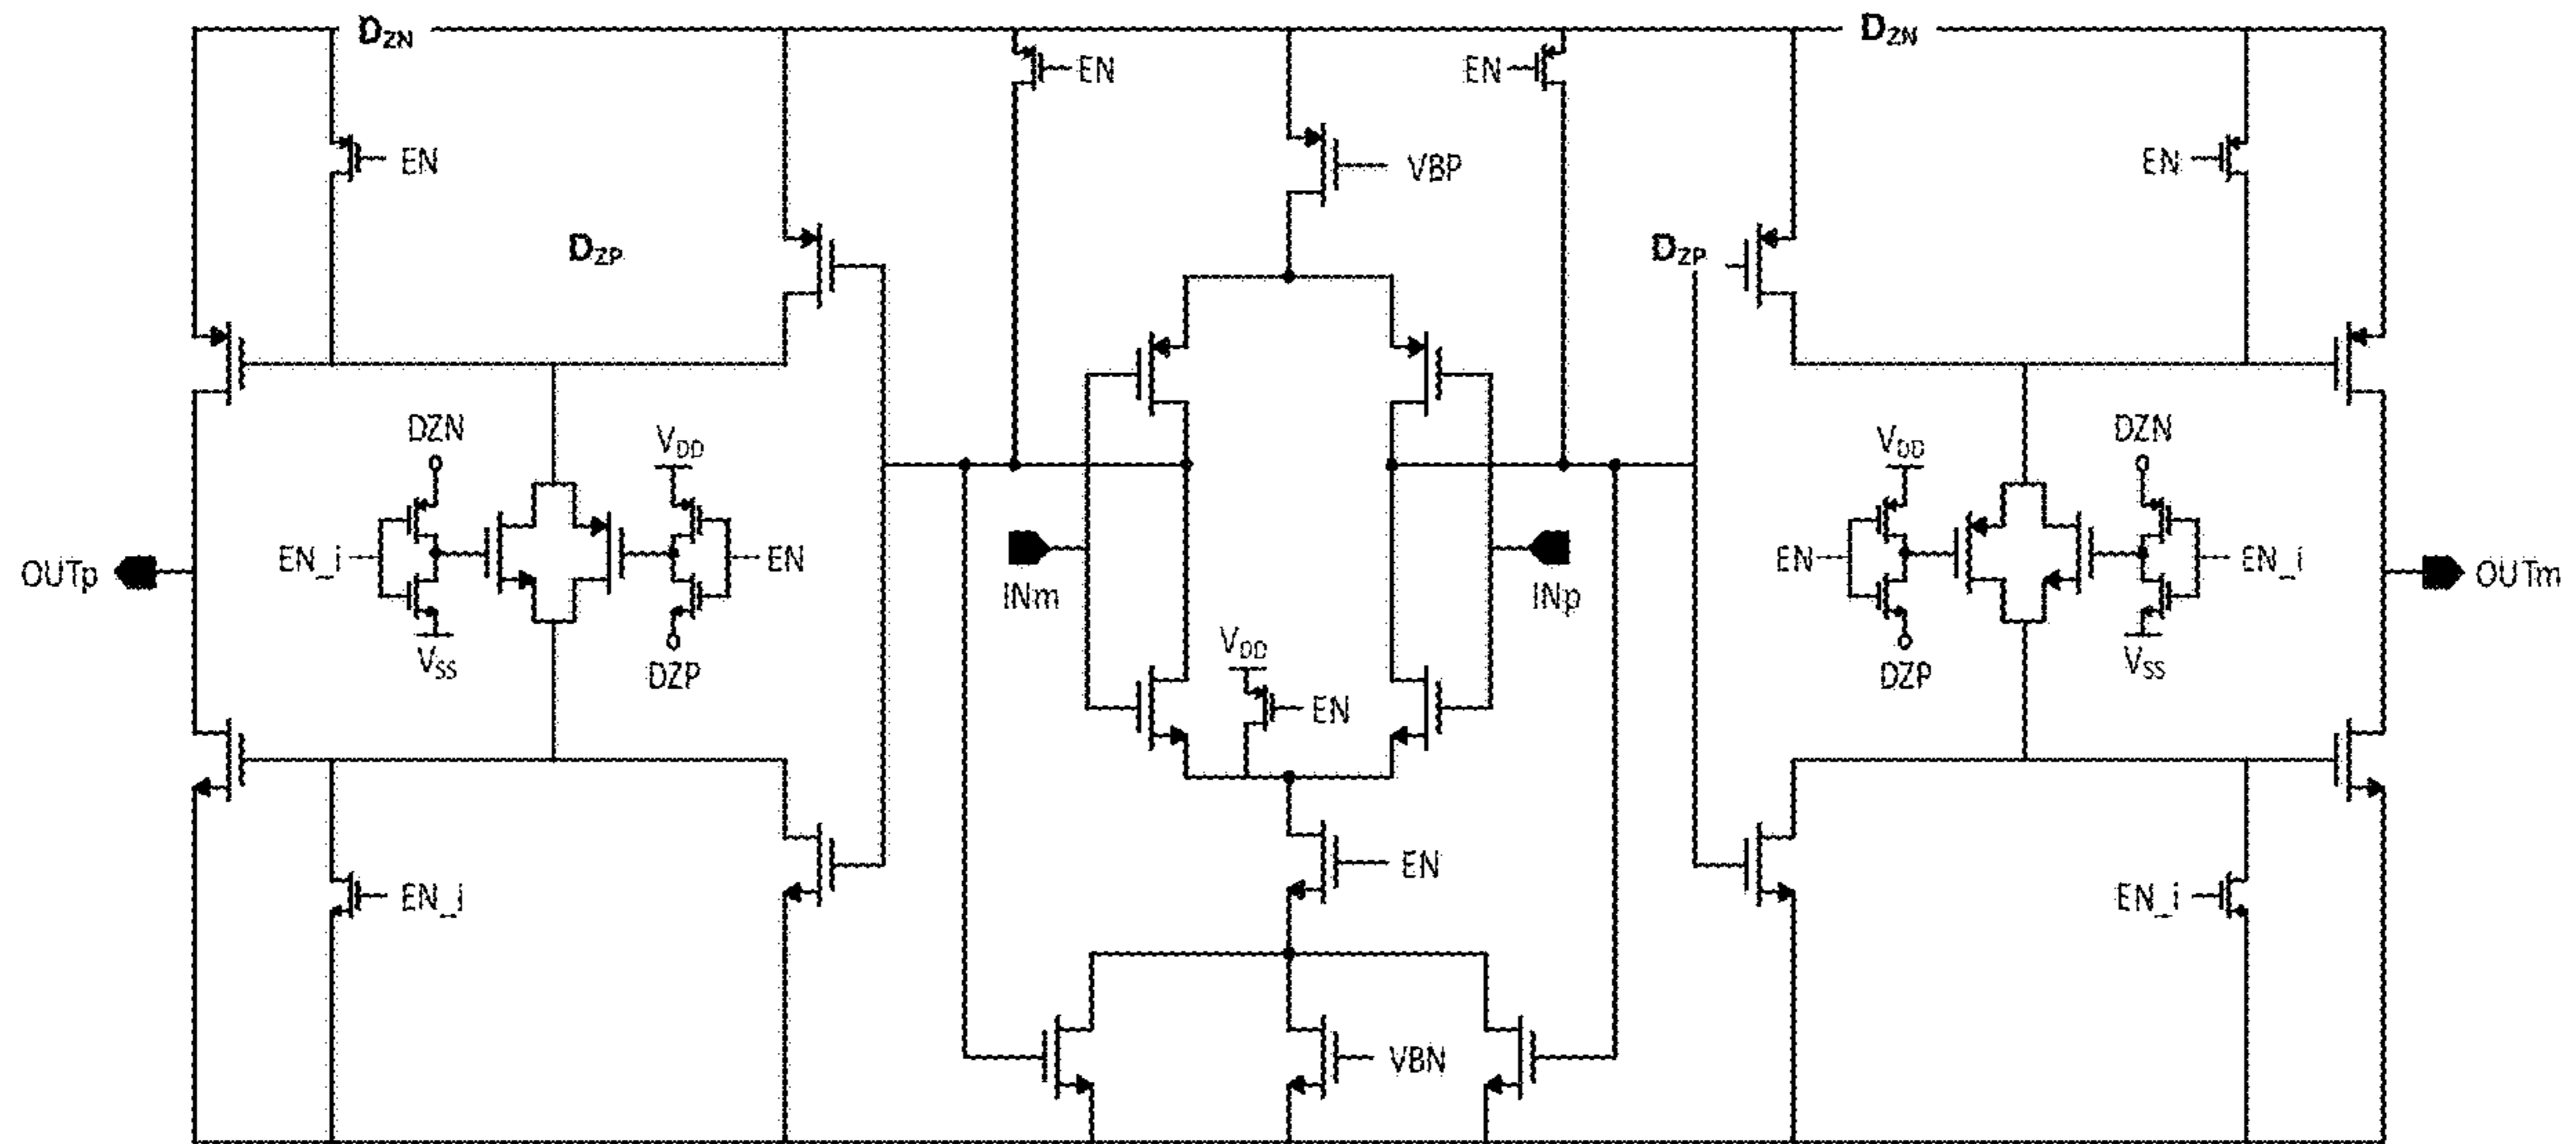 DZN
DZN
EN
EN
EN
VBP
EN
DZP
DZP
DZN
VDD
VDD
DZN
EN_i
EN
EN
EN_i
OUTp
INm
INp
OUTm
VSS
DZP
VDD
EN
DZP
VSS
EN_i
EN
EN_i
VBN